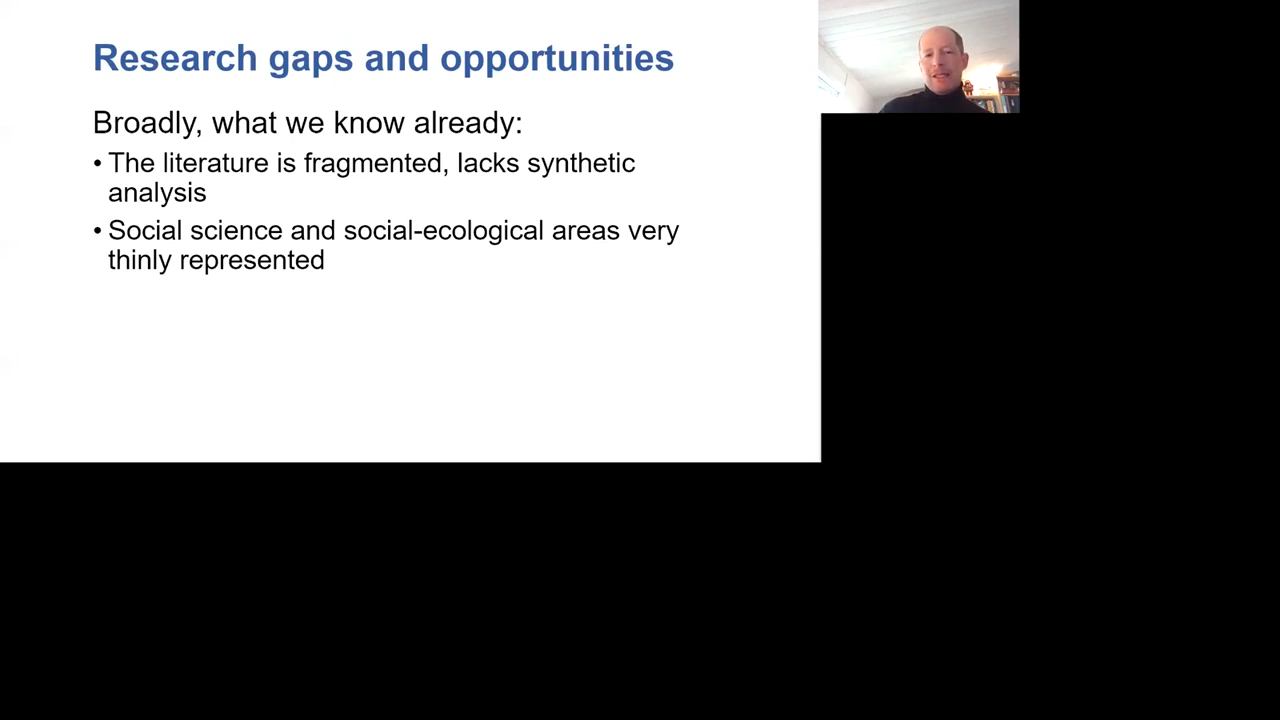 Research gaps and opportunities
Broadly, what we know already:
• The literature is fragmented, lacks synthetic
analysis
• Social science and social-ecological areas very
thinly represented